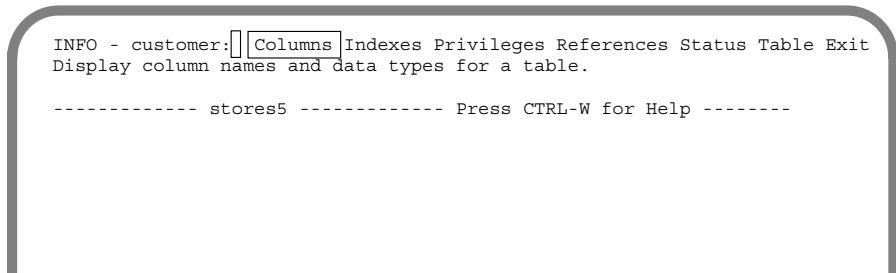 INFO - customer: Columns Indexes Privileges References Status Table Exit
Display column names and data types for a table.
------------- stores5 ------------- Press CTRL-W for Help --------